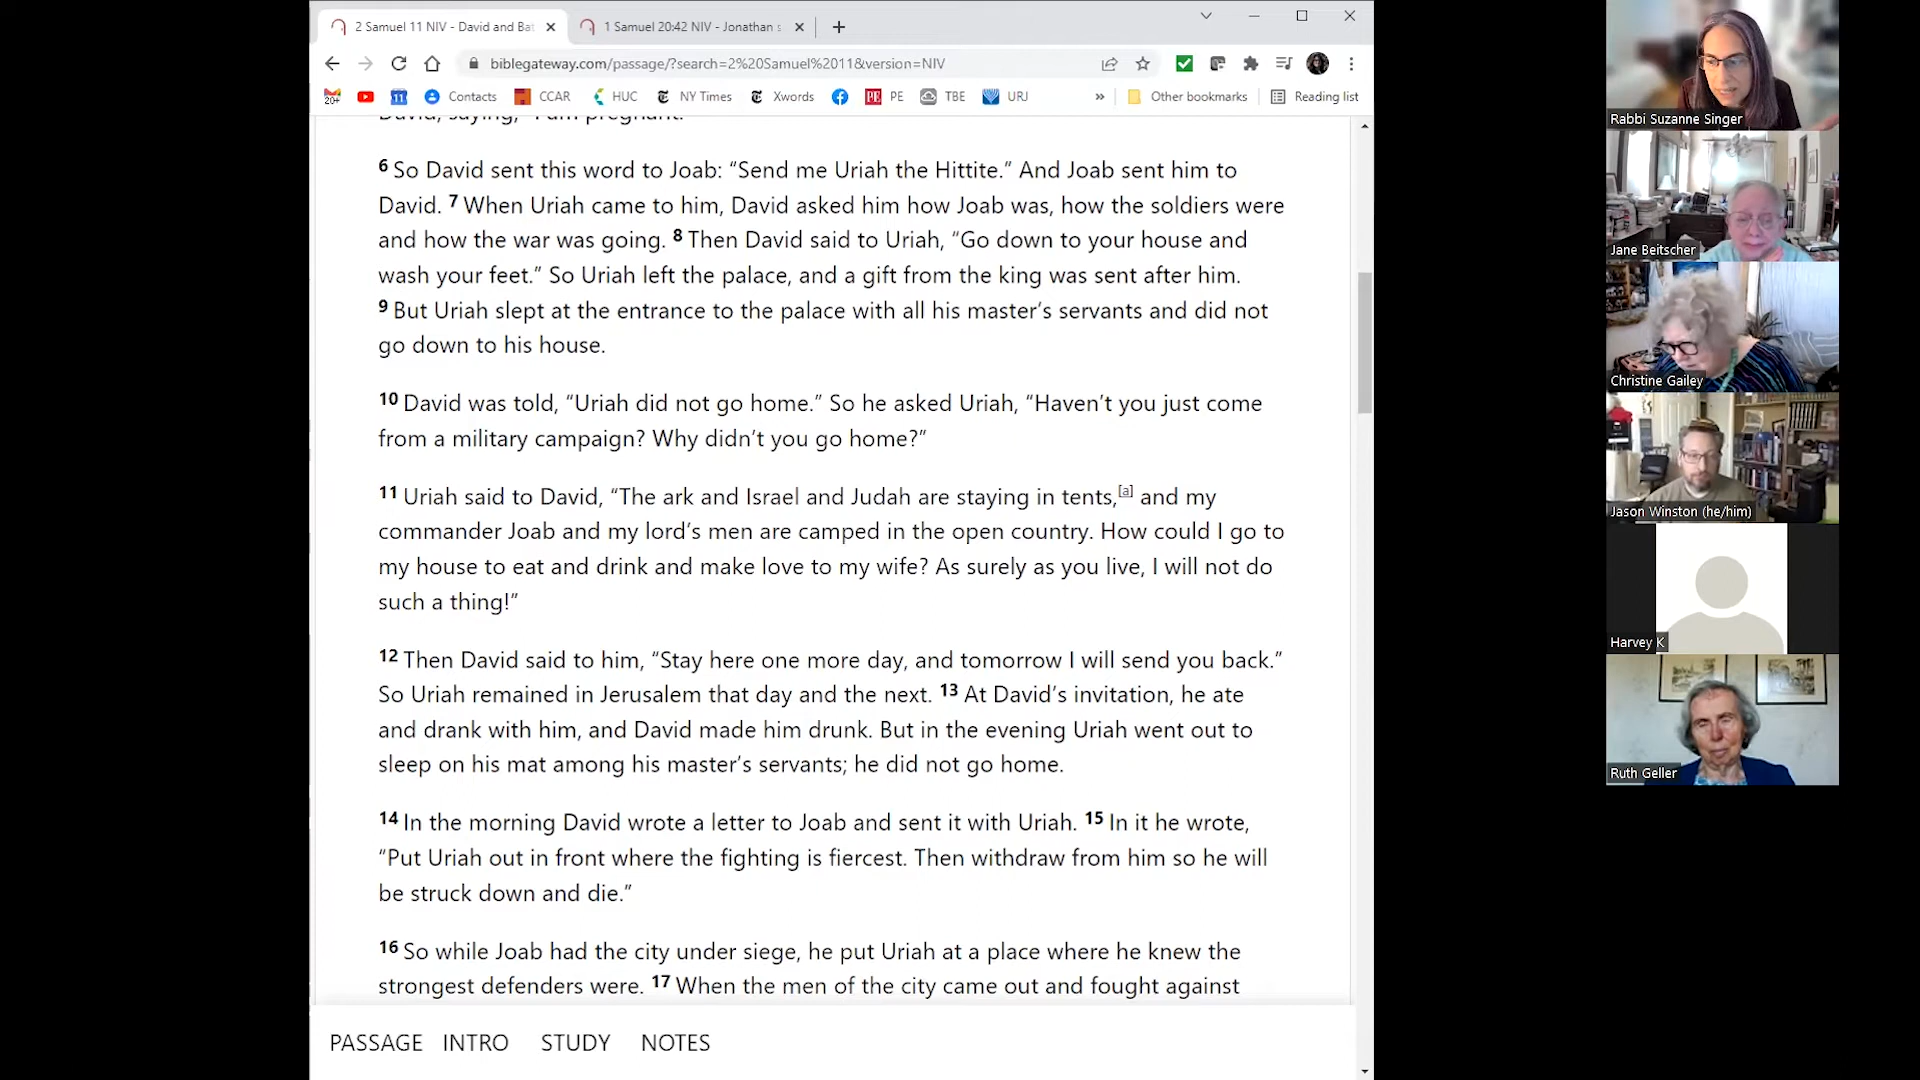 2 Samuel 11 NIV - David and Bat
1 Samuel 20:42 NIV - Jonathan s
biblegateway.com/passage/?search=2%20Samuel%2011&version=NIV
20+
11
Contacts
CCAR
HUC
NY Times
Xwords
PE
PE
TBE
URJ
»
Other bookmarks
Reading list
David, saying, “I am pregnant.”
6 So David sent this word to Joab: “Send me Uriah the Hittite.” And Joab sent him to
David. 7 When Uriah came to him, David asked him how Joab was, how the soldiers were
and how the war was going. 8 Then David said to Uriah, “Go down to your house and
wash your feet.” So Uriah left the palace, and a gift from the king was sent after him.
9 But Uriah slept at the entrance to the palace with all his master’s servants and did not
go down to his house.
10 David was told, “Uriah did not go home.” So he asked Uriah, “Haven’t you just come
from a military campaign? Why didn’t you go home?”
11 Uriah said to David, “The ark and Israel and Judah are staying in tents,[a] and my
commander Joab and my lord’s men are camped in the open country. How could I go to
my house to eat and drink and make love to my wife? As surely as you live, I will not do
such a thing!”
12 Then David said to him, “Stay here one more day, and tomorrow I will send you back.”
So Uriah remained in Jerusalem that day and the next. 13 At David’s invitation, he ate
and drank with him, and David made him drunk. But in the evening Uriah went out to
sleep on his mat among his master’s servants; he did not go home.
14 In the morning David wrote a letter to Joab and sent it with Uriah. 15 In it he wrote,
“Put Uriah out in front where the fighting is fiercest. Then withdraw from him so he will
be struck down and die.”
16 So while Joab had the city under siege, he put Uriah at a place where he knew the
strongest defenders were. 17 When the men of the city came out and fought against
PASSAGE INTRO STUDY NOTES
Rabbi Suzanne Singer
Jane Beitscher
Christine Gailey
Jason Winston (he/him)
Harvey K
Ruth Geller